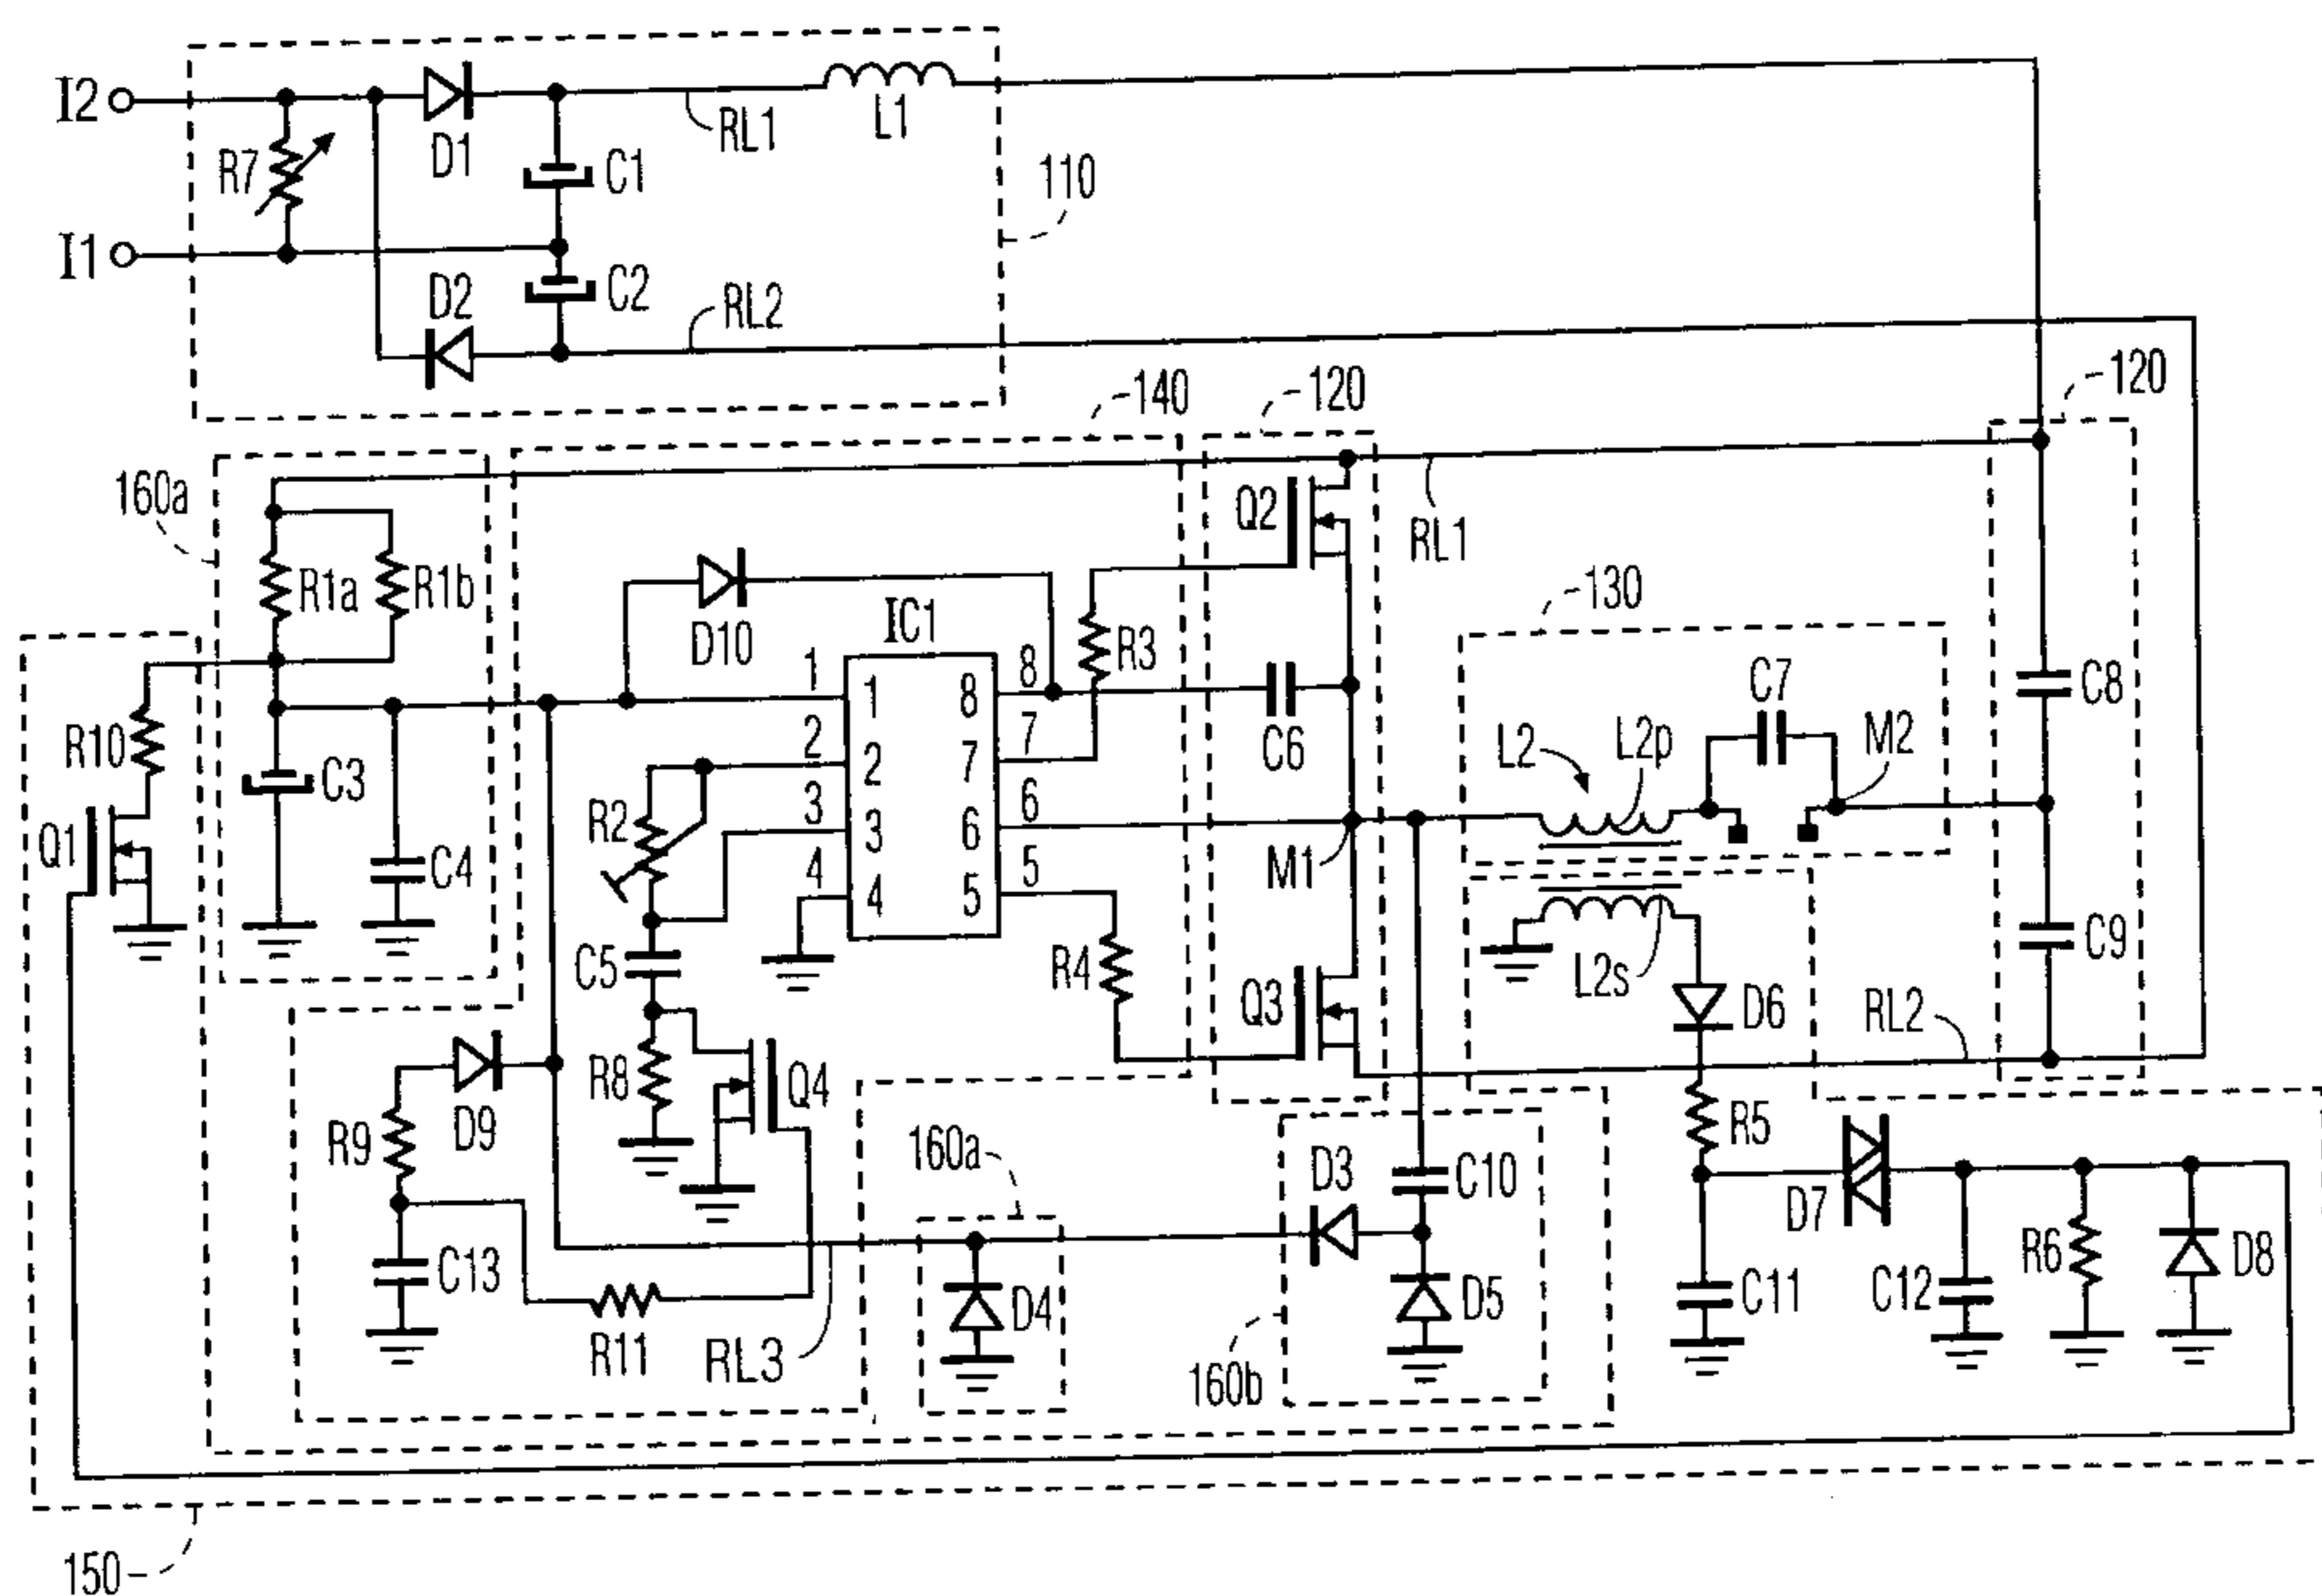 I2
D1
RL1
L1
R7
C1
110
I1
D2
C2
RL2
140
120
120
160a
Q2
RL1
R1a
R1b
D10
IC1
R3
130
1
8
1
8
C6
C8
R10
2
7
2
7
L2
L2p
C7
M2
C3
R2
3
6
3
6
Q1
C4
4
5
4
5
M1
C5
R4
L2s
C9
Q3
D6
RL2
R8
Q4
R9
D9
160a
D3
C10
R5
D7
C13
R11
RL3
D4
D5
160b
C11
C12
R6
D8
150